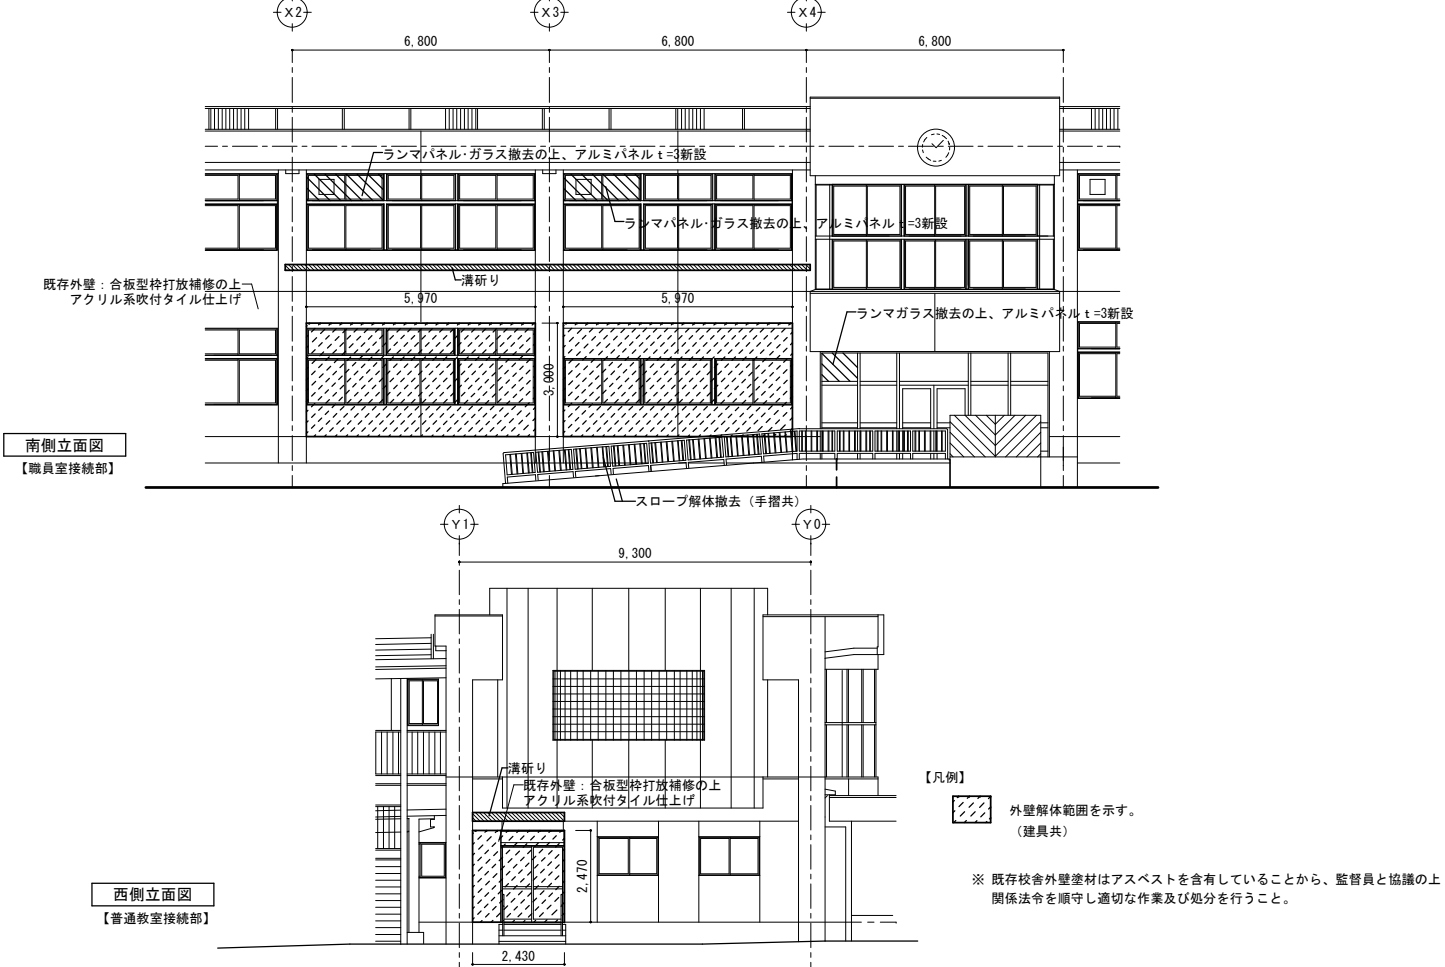 X2
X3
X4
6,800
6,800
6,800
ランマパネル・ガラス撤去の上、アルミパネルｔ=3新設
ランマパネル・ガラス撤去の上、アルミパネルｔ=3新設
溝斫り
既存外壁：合板型枠打放補修の上
アクリル系吹付タイル仕上げ
5,970
5,970
ランマガラス撤去の上、アルミパネルｔ=3新設
3,000
南側立面図
【職員室接続部】
スロープ解体撤去（手摺共）
Y1
Y0
9,300
溝斫り
既存外壁：合板型枠打放補修の上
アクリル系吹付タイル仕上げ
【凡例】
外壁解体範囲を示す。
（建具共）
2,470
西側立面図
【普通教室接続部】
※ 既存校舎外壁塗材はアスベストを含有していることから、監督員と協議の上
関係法令を順守し適切な作業及び処分を行うこと。
2,430